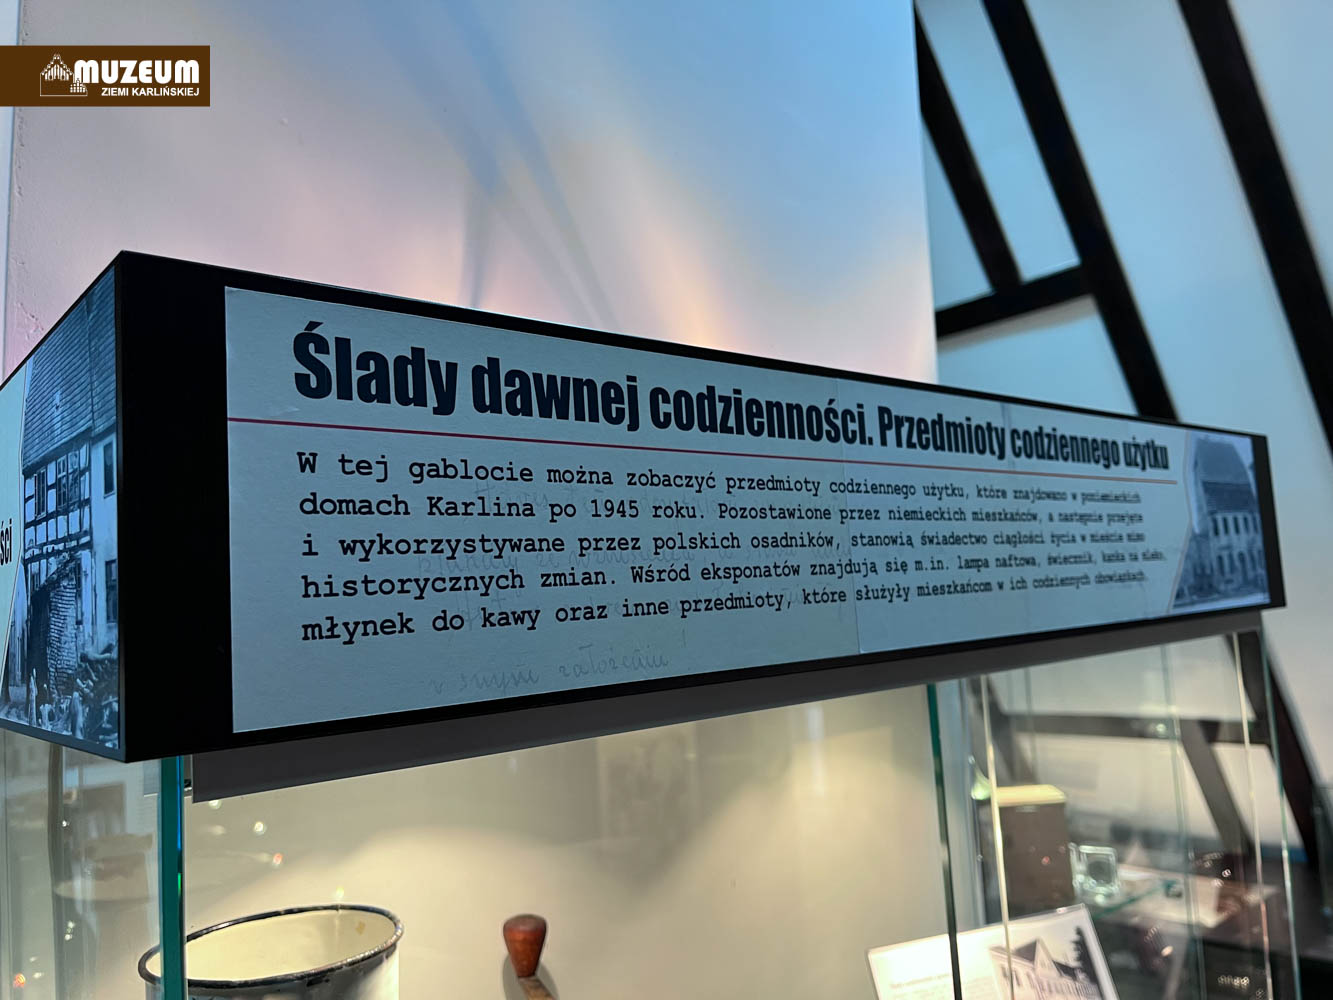 MUZEUM
ZIEMI KARLIŃSKIEJ
Ślady dawnej codzienności. Przedmioty codziennego użytku
W tej gablocie można zobaczyć przedmioty codziennego użytku, które znajdowano w poniemieckich
domach Karlina po 1945 roku. Pozostawione przez niemieckich mieszkańców, a następnie przejęte
i wykorzystywane przez polskich osadników, stanowią świadectwo ciągłości życia w mieście mimo
historycznych zmian. Wśród eksponatów znajdują się m.in. lampa naftowa, świecznik, kanka na mleko,
młynek do kawy oraz inne przedmioty, które służyły mieszkańcom w ich codziennych obowiązkach.
ści